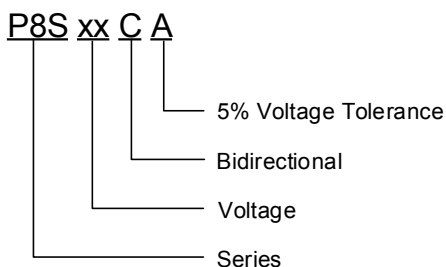 P8S xx C A
5% Voltage Tolerance
Bidirectional
Voltage
Series